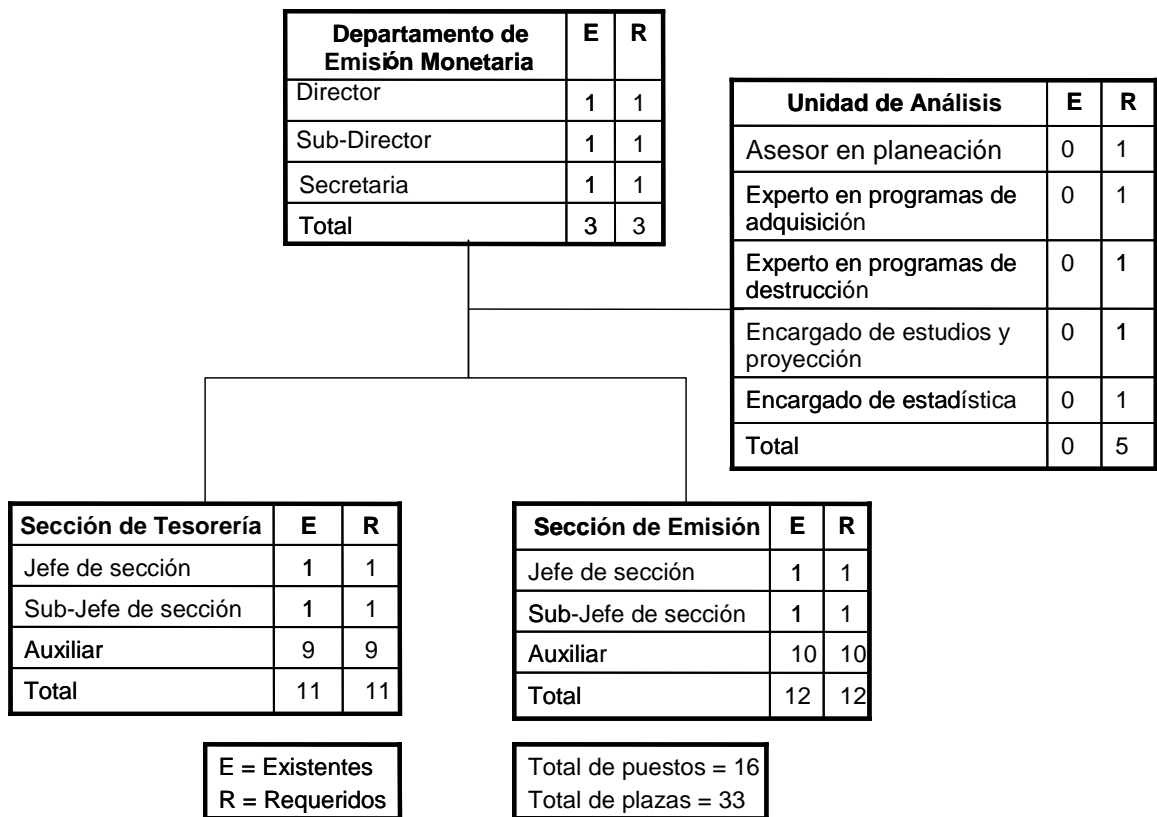 Departamento de E R
Emisión Monetaria
Director 1 1
Sub-Director 1 1
Secretaria 1 1
Total 3 3
Unidad de Análisis E R
Asesor en planeación 0 1
Experto en programas de 0 1
adquisición
Experto en programas de 0 1
destrucción
Encargado de estudios y 0 1
proyección
Encargado de estadística 0 1
Total 0 5
Sección de Tesorería E R
Jefe de sección 1 1
Sub-Jefe de sección 1 1
Auxiliar 9 9
Total 11 11
Sección de Emisión E R
Jefe de sección 1 1
Sub-Jefe de sección 1 1
Auxiliar 10 10
Total 12 12
E = Existentes
R = Requeridos
Total de puestos = 16
Total de plazas = 33